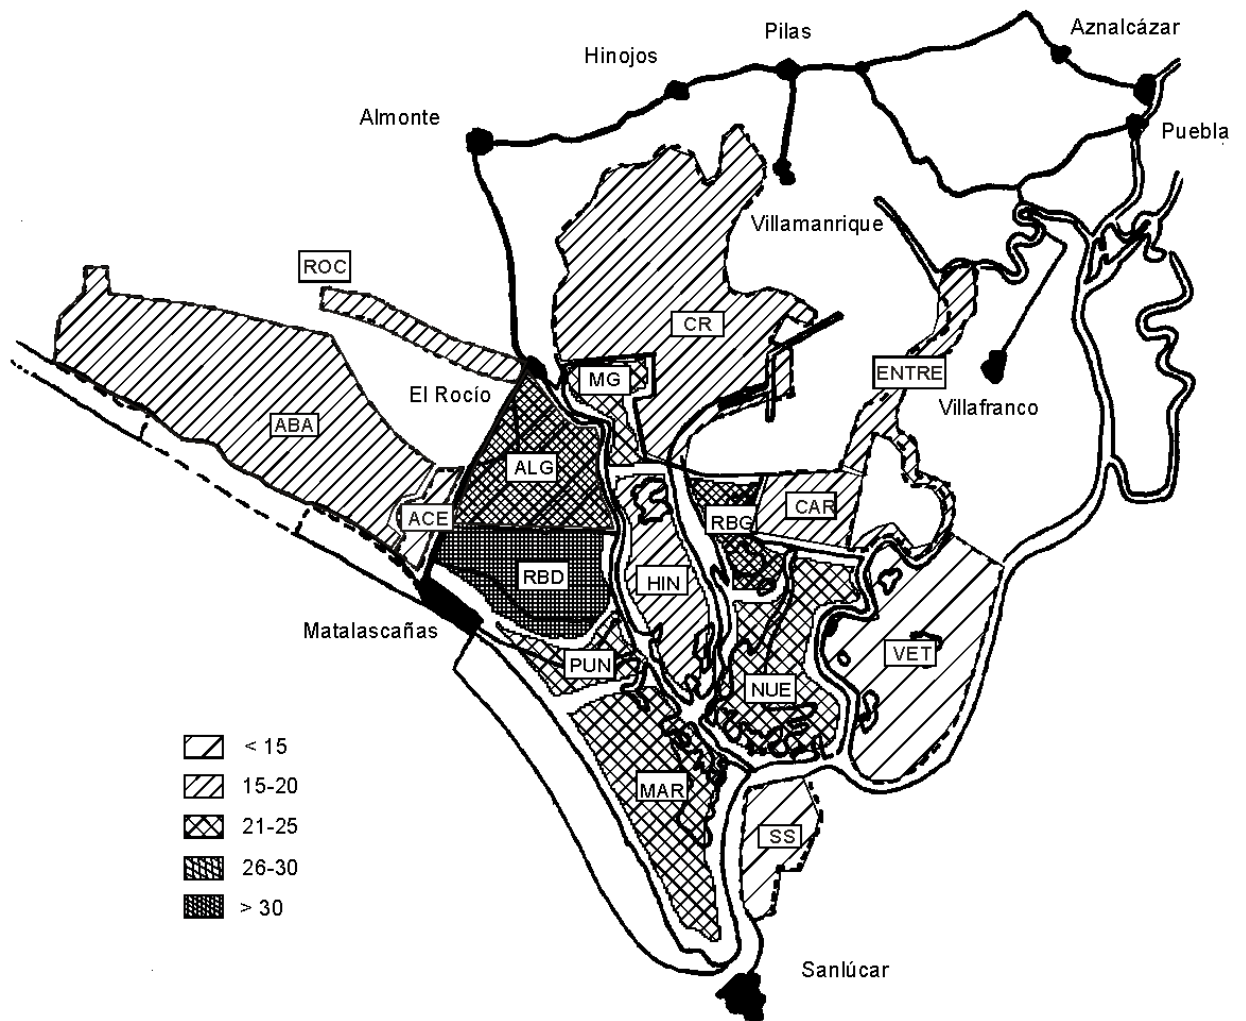 Aznalcázar
Pilas
Hinojos
Almonte
Puebla
Villamanrique
ROC
CR
ENTRE
MG
El Rocío
Villafranco
ABA
ALG
CAR
ACE
RBG
RBD
HIN
Matalascañas
VET
PUN
NUE
< 15
15-20
MAR
21-25
SS
26-30
> 30
Sanlúcar